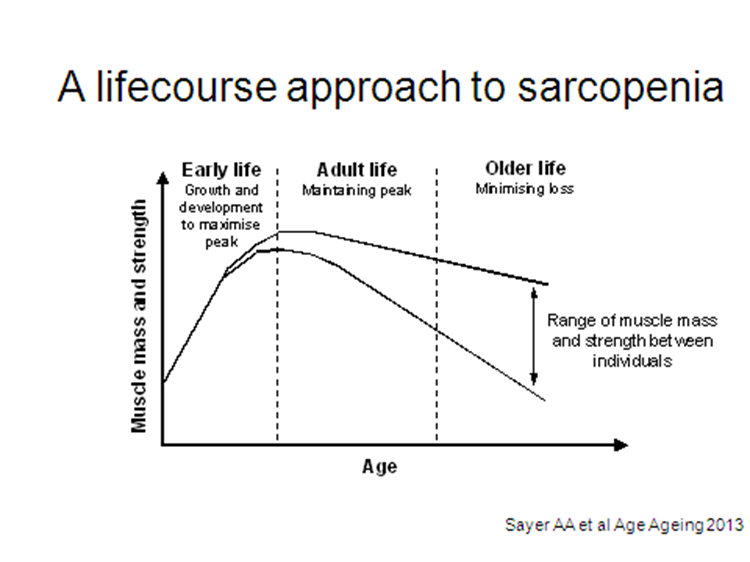 A lifecourse approach to sarcopenia
Early life
Growth and
development
to maximise
peak
Adult life
Maintaining peak
Older life
Minimising loss
Muscle mass and strength
Range of muscle mass
and strength between
individuals
Age
Sayer AA et al Age Ageing 2013